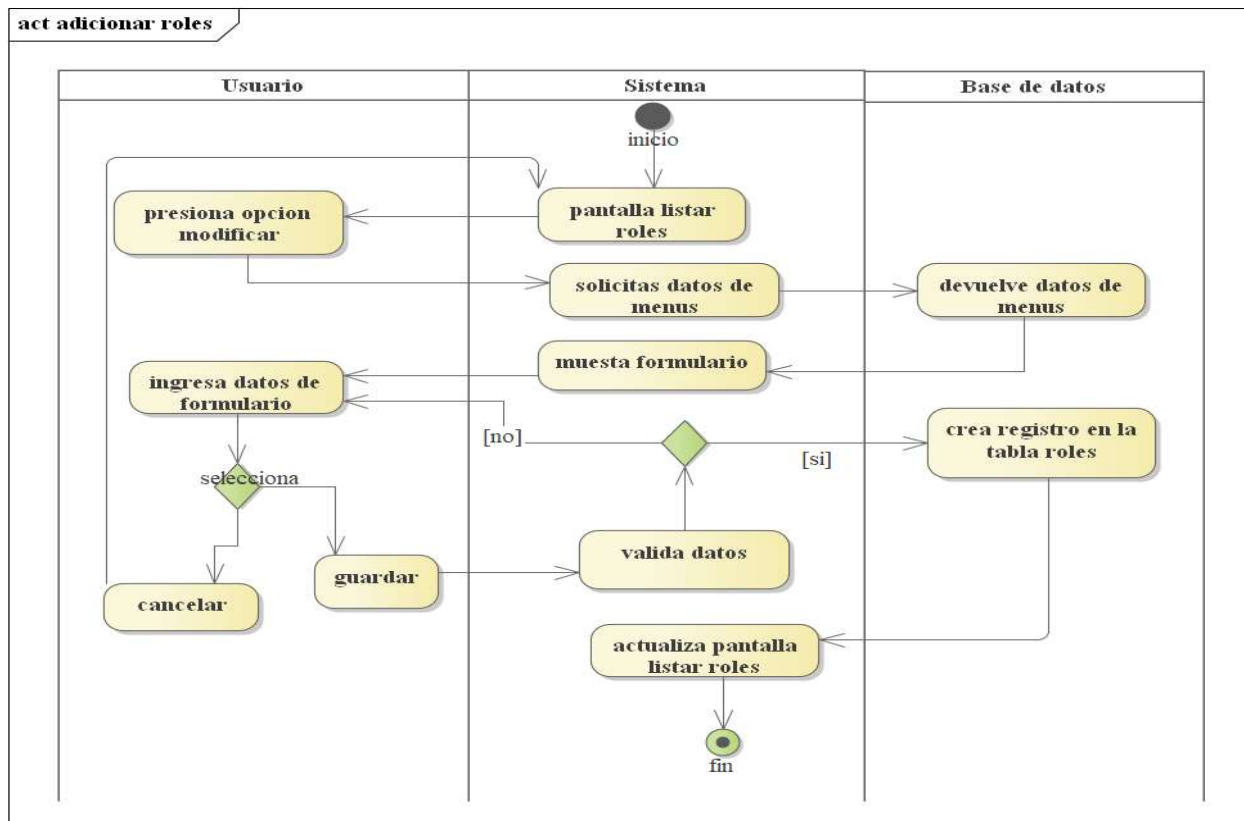 act adicionar roles
Usuario
Sistema
Base de datos
inicio
presiona opcion
modificar
pantalla listar
roles
solicitas datos de
menus
devuelve datos de
menus
muesta formulario
ingresa datos de
formulario
[no]
[si]
crea registro en la
tabla roles
selecciona
valida datos
guardar
cancelar
actualiza pantalla
listar roles
fin